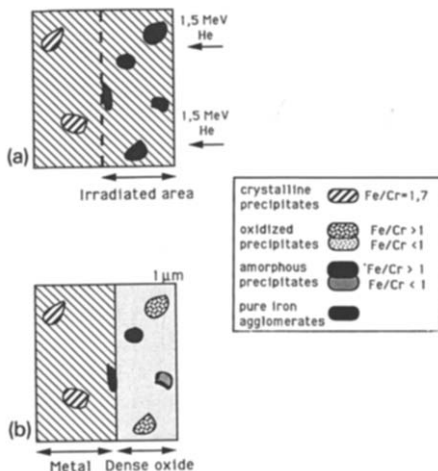 1,5 MeV
He
1,5 MeV
He
(a)
Irradiated area
crystalline
precipitates
Fe/Cr=1,7
oxidized
precipitates
Fe/Cr >1
Fe/Cr <1
amorphous
precipitates
Fe/Cr > 1
Fe/Cr < 1
pure iron
agglomerates
1 µm
(b)
Metal
Dense oxide